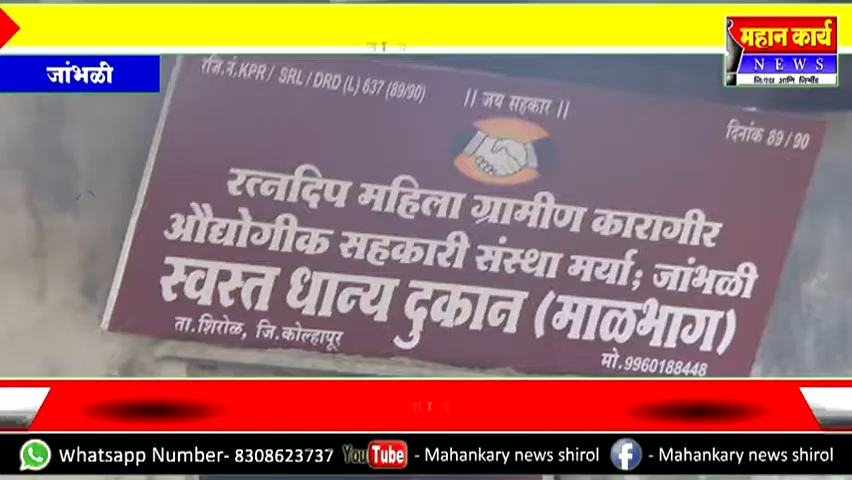 महान कार्य
NEWS
जांभळी
रजि.नं.KPR / SRL / DRD (L) 637 (89/90)
|| जय सहकार ||
दिनांक 89 / 90
रत्नदिप महिला ग्रामीण कारागीर
औद्योगीक सहकारी संस्था मर्या; जांभळी
स्वस्त धान्य दुकान (माळभाग)
ता.शिरोळ, जि.कोल्हापूर
मो.9960188448
Whatsapp Number- 8308623737 YouTube - Mahankary news shirol f - Mahankary news shirol